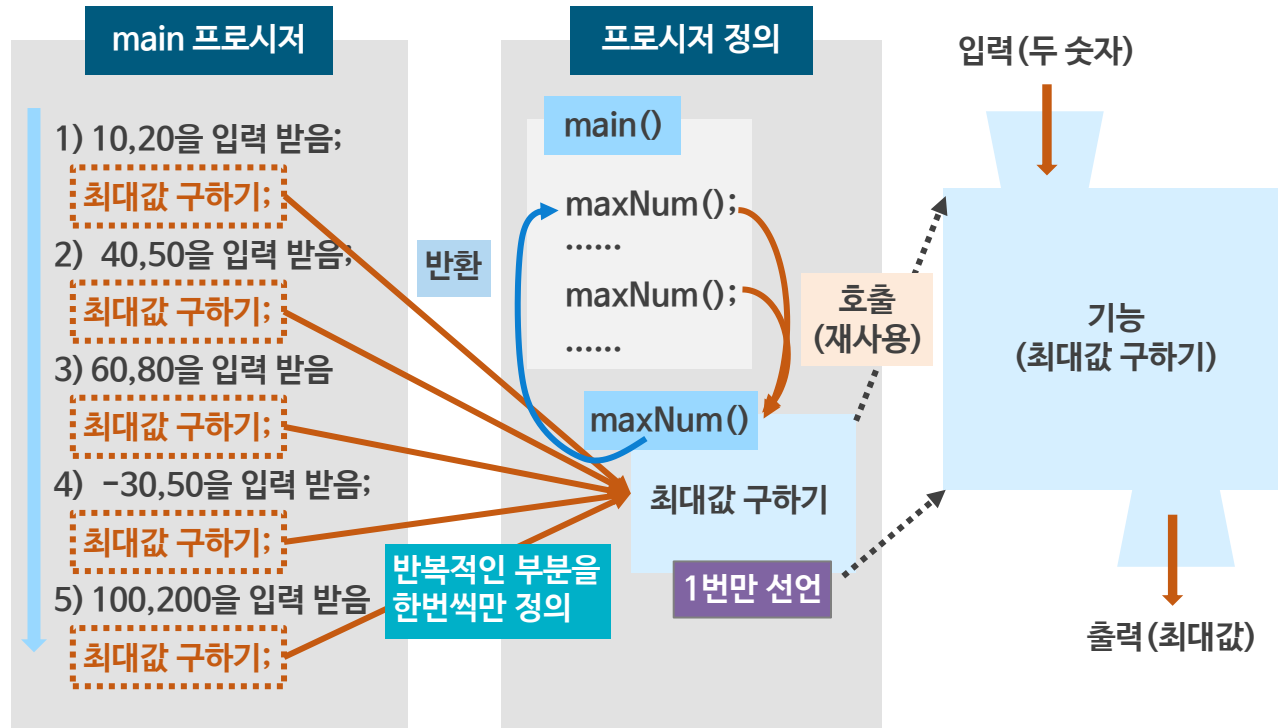 main 프로시저
1) 10,20을 입력 받음;
최대값 구하기;
2) 40,50을 입력 받음;
최대값 구하기;
3) 60,80을 입력 받음
최대값 구하기;
4) -30,50을 입력 받음;
최대값 구하기;
5) 100,200을 입력 받음
최대값 구하기;
반복적인 부분을
한번씩만 정의
반환
프로시저 정의
main()
maxNum();
......
maxNum();
......
maxNum()
최대값 구하기
1번만 선언
호출
(재사용)
입력(두 숫자)
기능
(최대값 구하기)
출력(최대값)